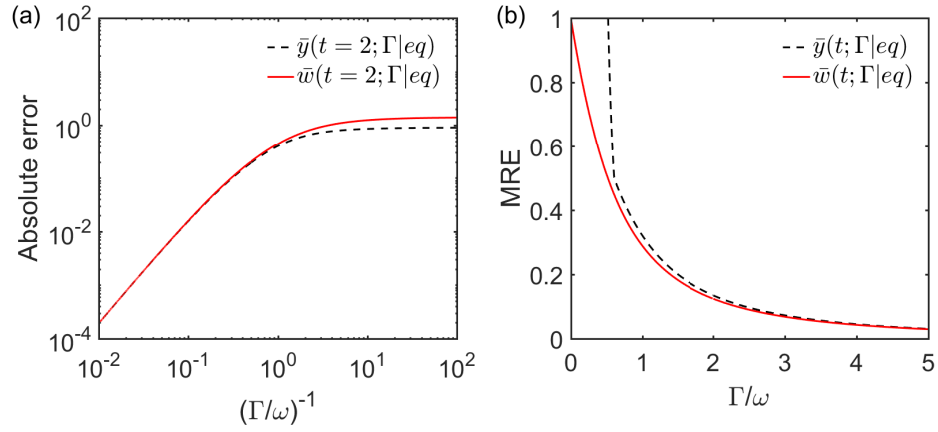 (a)
10^2
10^0
10^-2
10^-4
Absolute error
ȳ(t = 2; Γ|eq)
w̄(t = 2; Γ|eq)
10^-2 10^-1 10^0 10^1 10^2
(Γ/ω)^-1
(b)
1
0.8
0.6
0.4
0.2
0
MRE
ȳ(t; Γ|eq)
w̄(t; Γ|eq)
0 1 2 3 4 5
Γ/ω